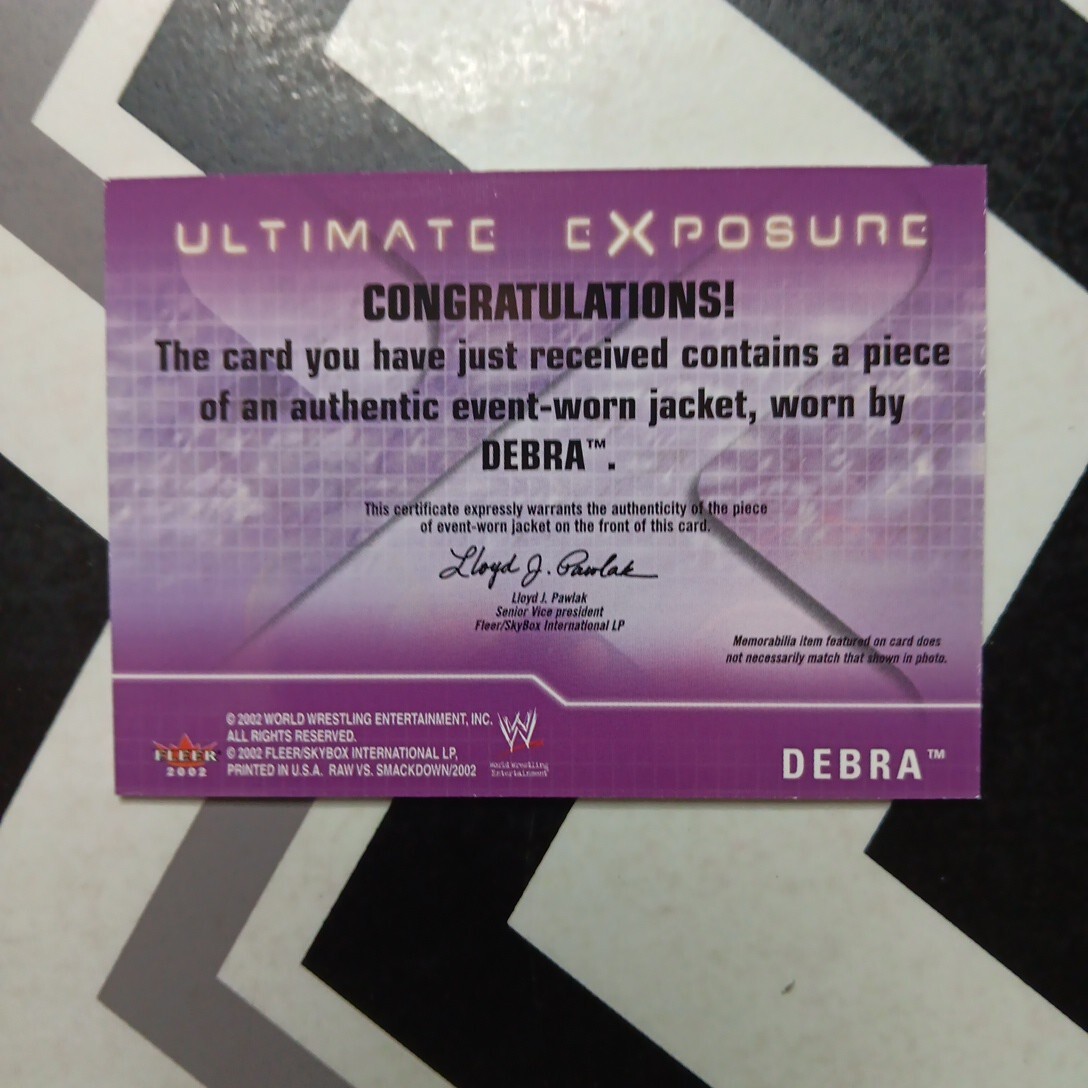 ULTIMATE EXPOSURE
CONGRATULATIONS!
The card you have just received contains a piece
of an authentic event-worn jacket, worn by
DEBRA™.
This certificate expressly warrants the authenticity of the piece
of event-worn jacket on the front of this card.
Lloyd J. Pawlak
Lloyd J. Pawlak
Senior Vice president
Fleer/SkyBox International LP
Memorabilia item featured on card does
not necessarily match that shown in photo.
© 2002 WORLD WRESTLING ENTERTAINMENT, INC.
ALL RIGHTS RESERVED.
© 2002 FLEER/SKYBOX INTERNATIONAL LP,
PRINTED IN U.S.A. RAW VS. SMACKDOWN/2002
FLEER
2002
W
World Wrestling
Entertainment
DEBRA™